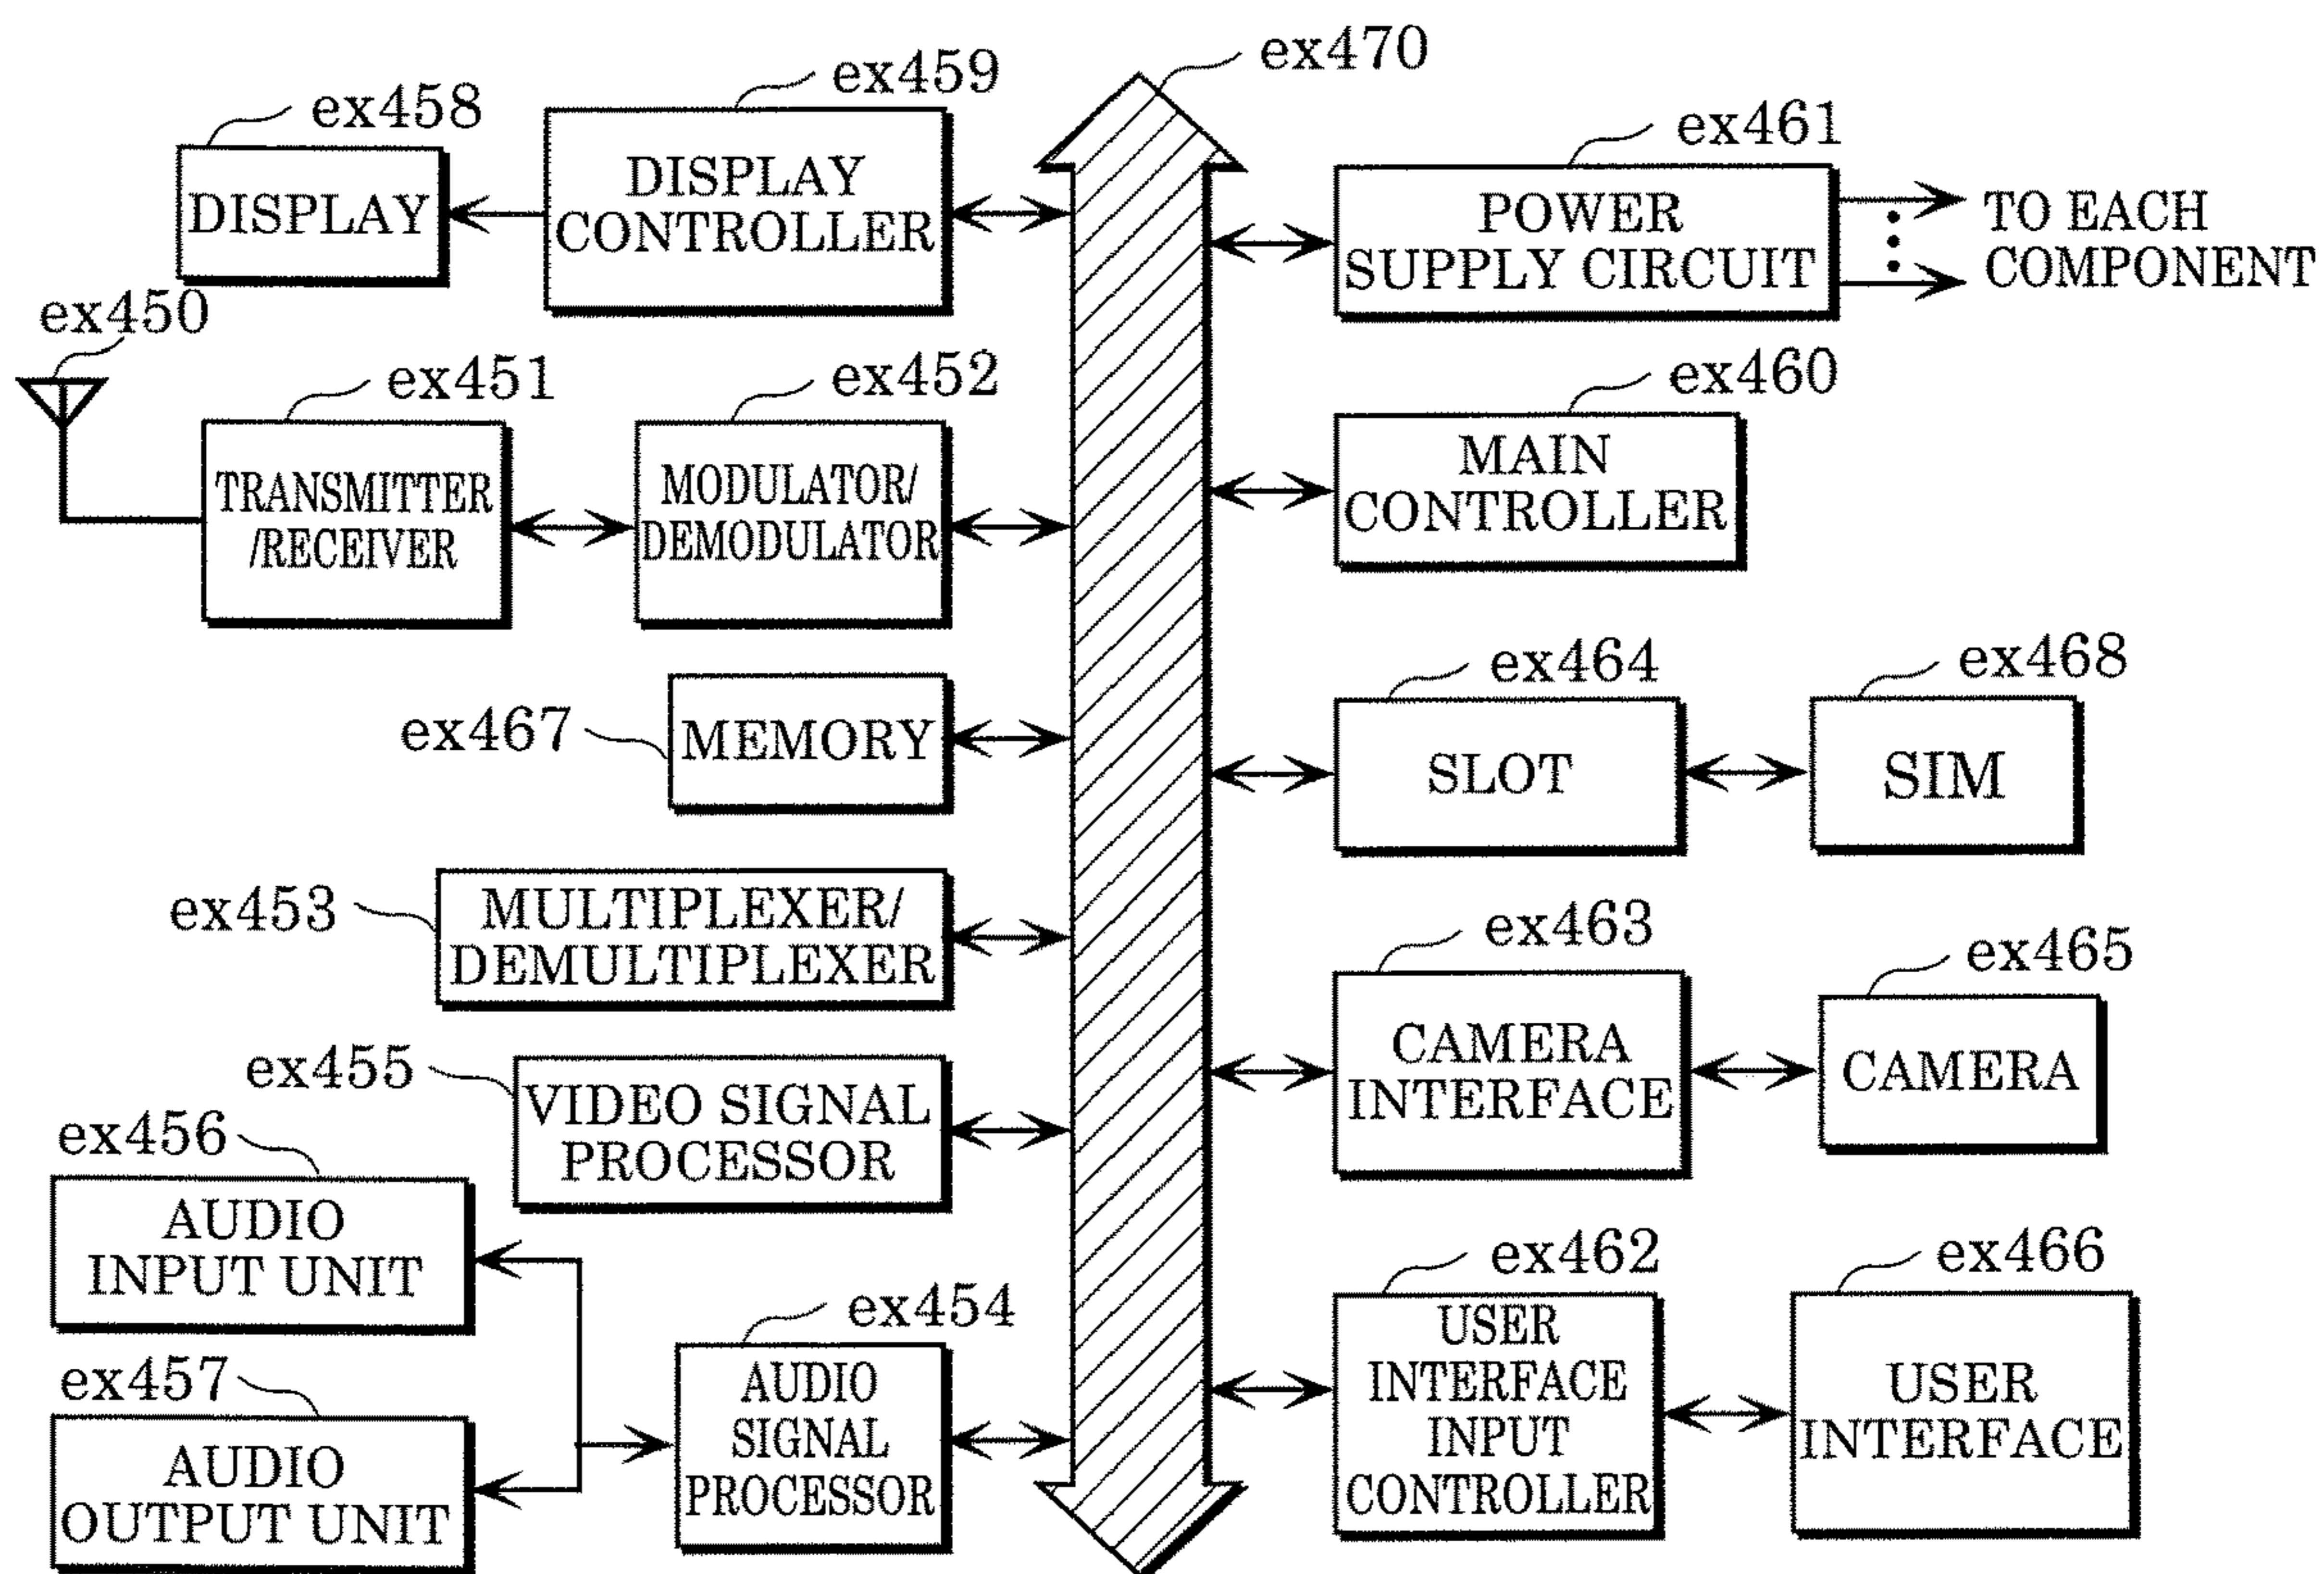 ex470
ex459
ex458
ex461
DISPLAY
DISPLAY
CONTROLLER
POWER
SUPPLY CIRCUIT
TO EACH
COMPONENT
ex450
ex451
ex452
ex460
TRANSMITTER
/RECEIVER
MODULATOR/
DEMODULATOR
MAIN
CONTROLLER
ex464
ex468
ex467
MEMORY
SLOT
SIM
ex453
MULTIPLEXER/
DEMULTIPLEXER
ex463
ex465
ex455
VIDEO SIGNAL
PROCESSOR
CAMERA
INTERFACE
CAMERA
ex456
AUDIO
INPUT UNIT
ex462
ex466
ex454
ex457
AUDIO
OUTPUT UNIT
AUDIO
SIGNAL
PROCESSOR
USER
INTERFACE
INPUT
CONTROLLER
USER
INTERFACE